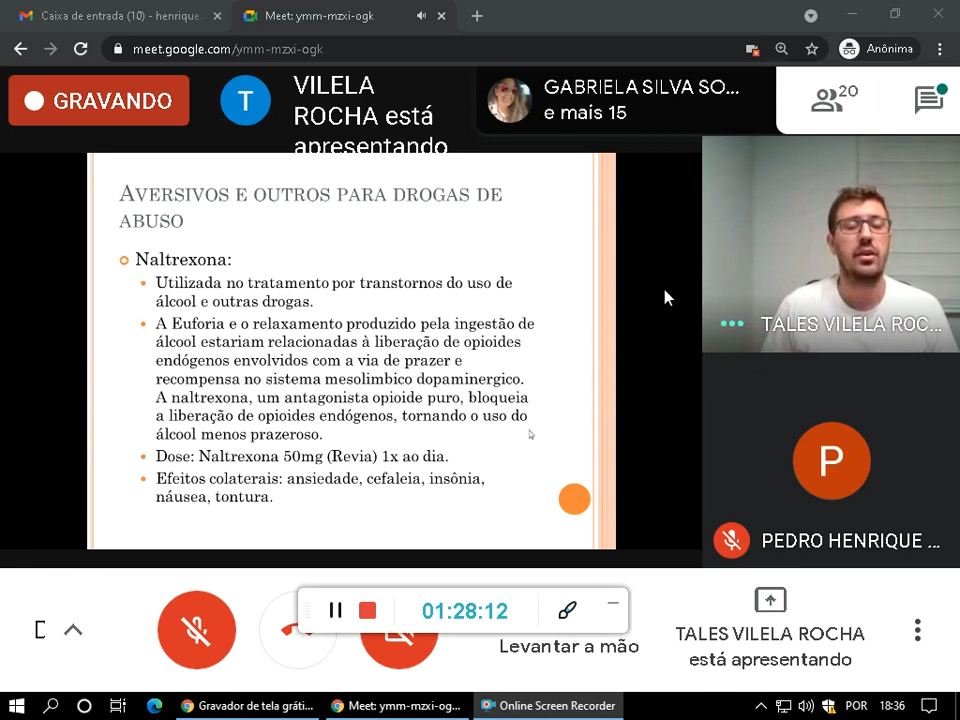 Caixa de entrada (10) - henrique.
Meet: ymm-mzxi-ogk
meet.google.com/ymm-mzxi-ogk
Anônima
GRAVANDO
T
VILELA
ROCHA está
apresentando
GABRIELA SILVA SO...
e mais 15
20
AVERSIVOS E OUTROS PARA DROGAS DE
ABUSO
Naltrexona:
Utilizada no tratamento por transtornos do uso de
álcool e outras drogas.
A Euforia e o relaxamento produzido pela ingestão de
álcool estariam relacionadas à liberação de opioides
endógenos envolvidos com a via de prazer e
recompensa no sistema mesolimbico dopaminergico.
A naltrexona, um antagonista opioide puro, bloqueia
a liberação de opioides endógenos, tornando o uso do
álcool menos prazeroso.
Dose: Naltrexona 50mg (Revia) 1x ao dia.
Efeitos colaterais: ansiedade, cefaleia, insônia,
náusea, tontura.
TALES VILELA ROC...
P
PEDRO HENRIQUE ...
01:28:12
Levantar a mão
TALES VILELA ROCHA
está apresentando
Gravador de tela gráti...
Meet: ymm-mzxi-og...
Online Screen Recorder
POR
18:36